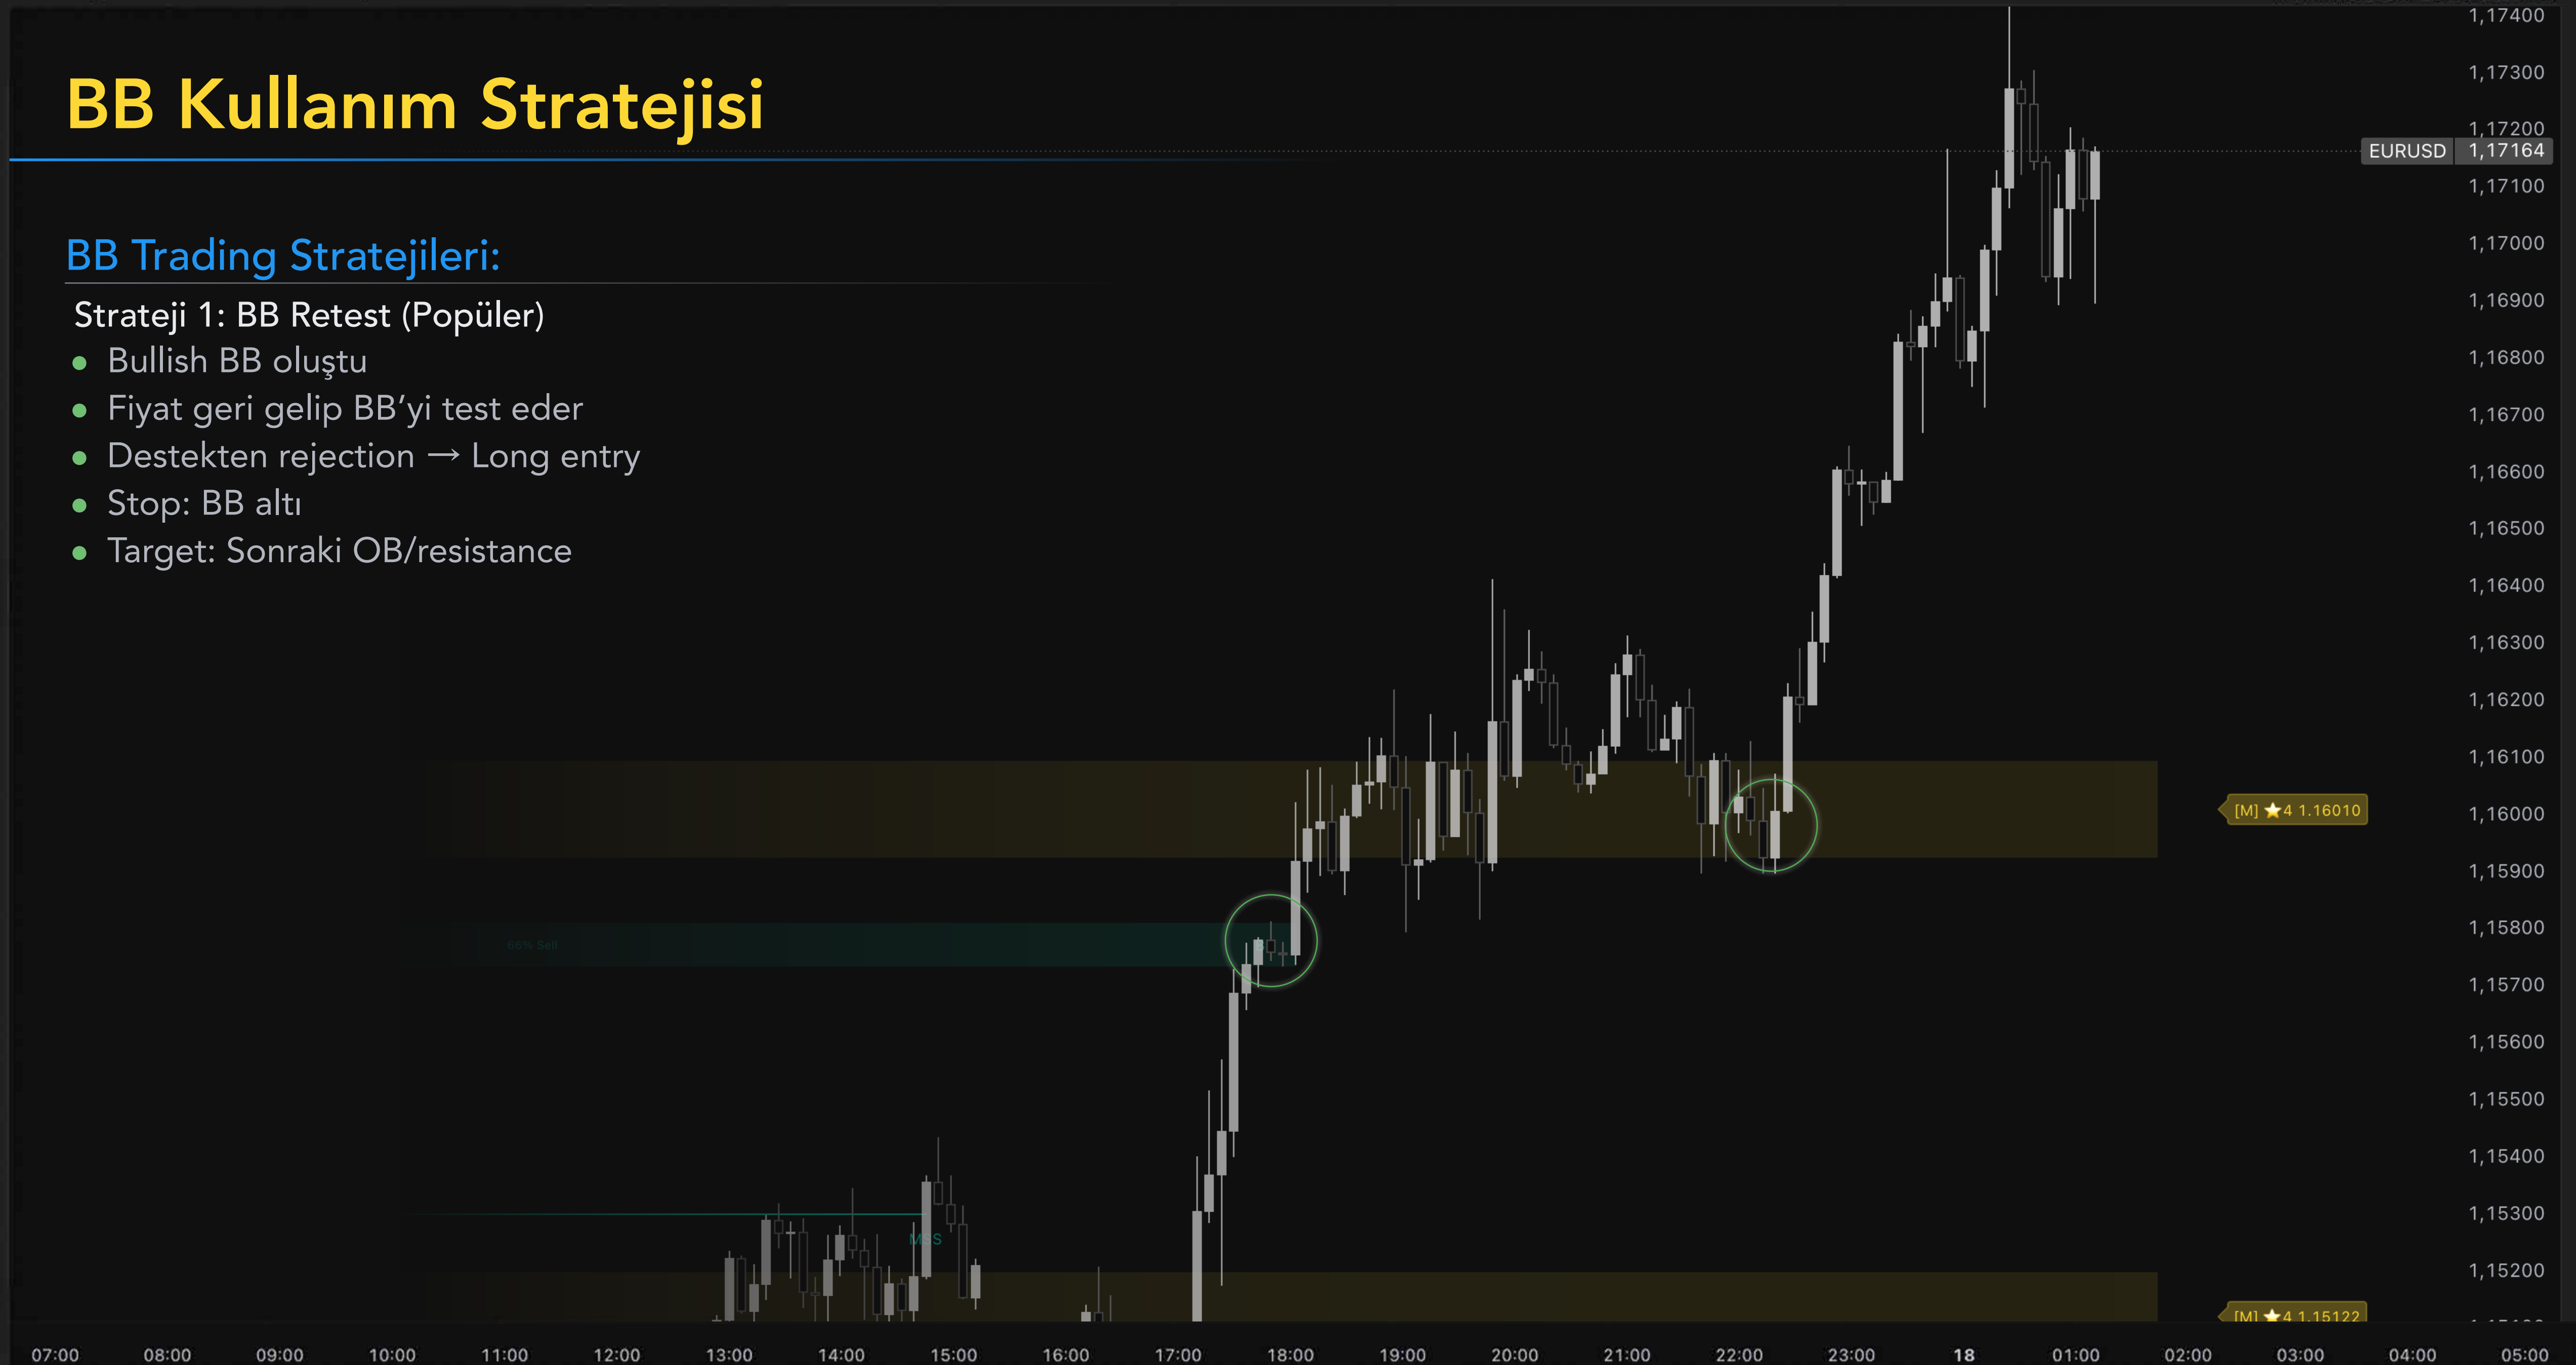 BB Kullanım Stratejisi
BB Trading Stratejileri:
Strateji 1: BB Retest (Popüler)
● Bullish BB oluştu
● Fiyat geri gelip BB’yi test eder
● Destekten rejection → Long entry
● Stop: BB altı
● Target: Sonraki OB/resistance
1,17400
1,17300
1,17200
EURUSD 1,17164
1,17100
1,17000
1,16900
1,16800
1,16700
1,16600
1,16500
1,16400
1,16300
1,16200
1,16100
[M] ⭐4 1.16010
1,16000
1,15900
1,15800
66% Sell
1,15700
1,15600
1,15500
1,15400
1,15300
MSS
1,15200
[M] ⭐4 1.15122
07:00 08:00 09:00 10:00 11:00 12:00 13:00 14:00 15:00 16:00 17:00 18:00 19:00 20:00 21:00 22:00 23:00 18 01:00 02:00 03:00 04:00 05:00